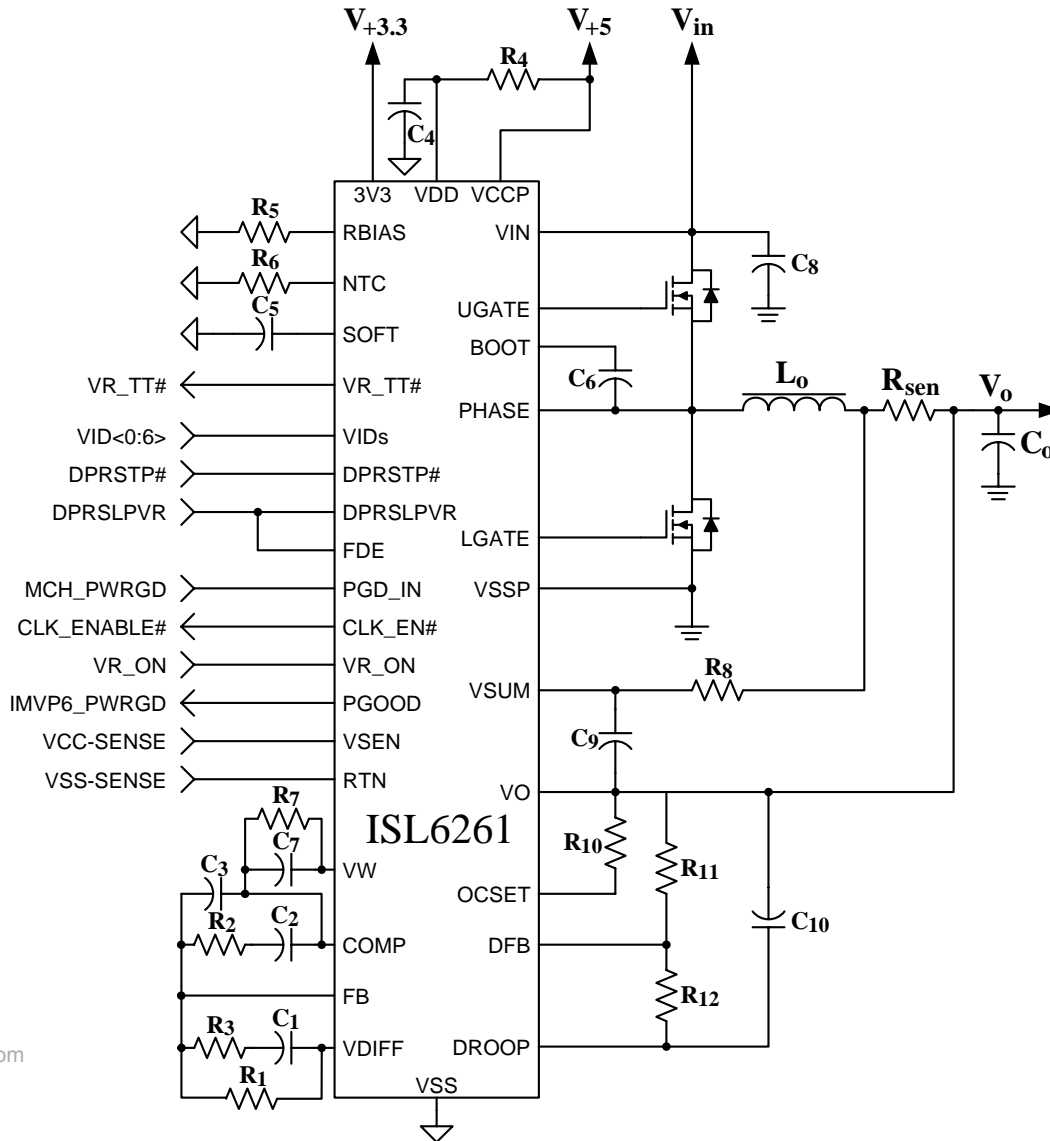 V+3.3
V+5
Vin
R4
C4
3V3 VDD VCCP
R5
RBIAS
VIN
C8
R6
NTC
C5
SOFT
UGATE
BOOT
C6
VR_TT#
VR_TT#
PHASE
Lo
Rsen
Vo
Co
VID<0:6>
VIDs
DPRSTP#
DPRSTP#
DPRSLPVR
DPRSLPVR
LGATE
FDE
MCH_PWRGD
PGD_IN
VSSP
CLK_ENABLE#
CLK_EN#
VR_ON
VR_ON
VSUM
R8
IMVP6_PWRGD
PGOOD
VCC-SENSE
VSEN
C9
VSS-SENSE
RTN
VO
R7
ISL6261
C7
VW
R10
R11
C3
OCSET
C10
R2
C2
COMP
DFB
FB
R12
R3
C1
VDIFF
DROOP
om
R1
VSS